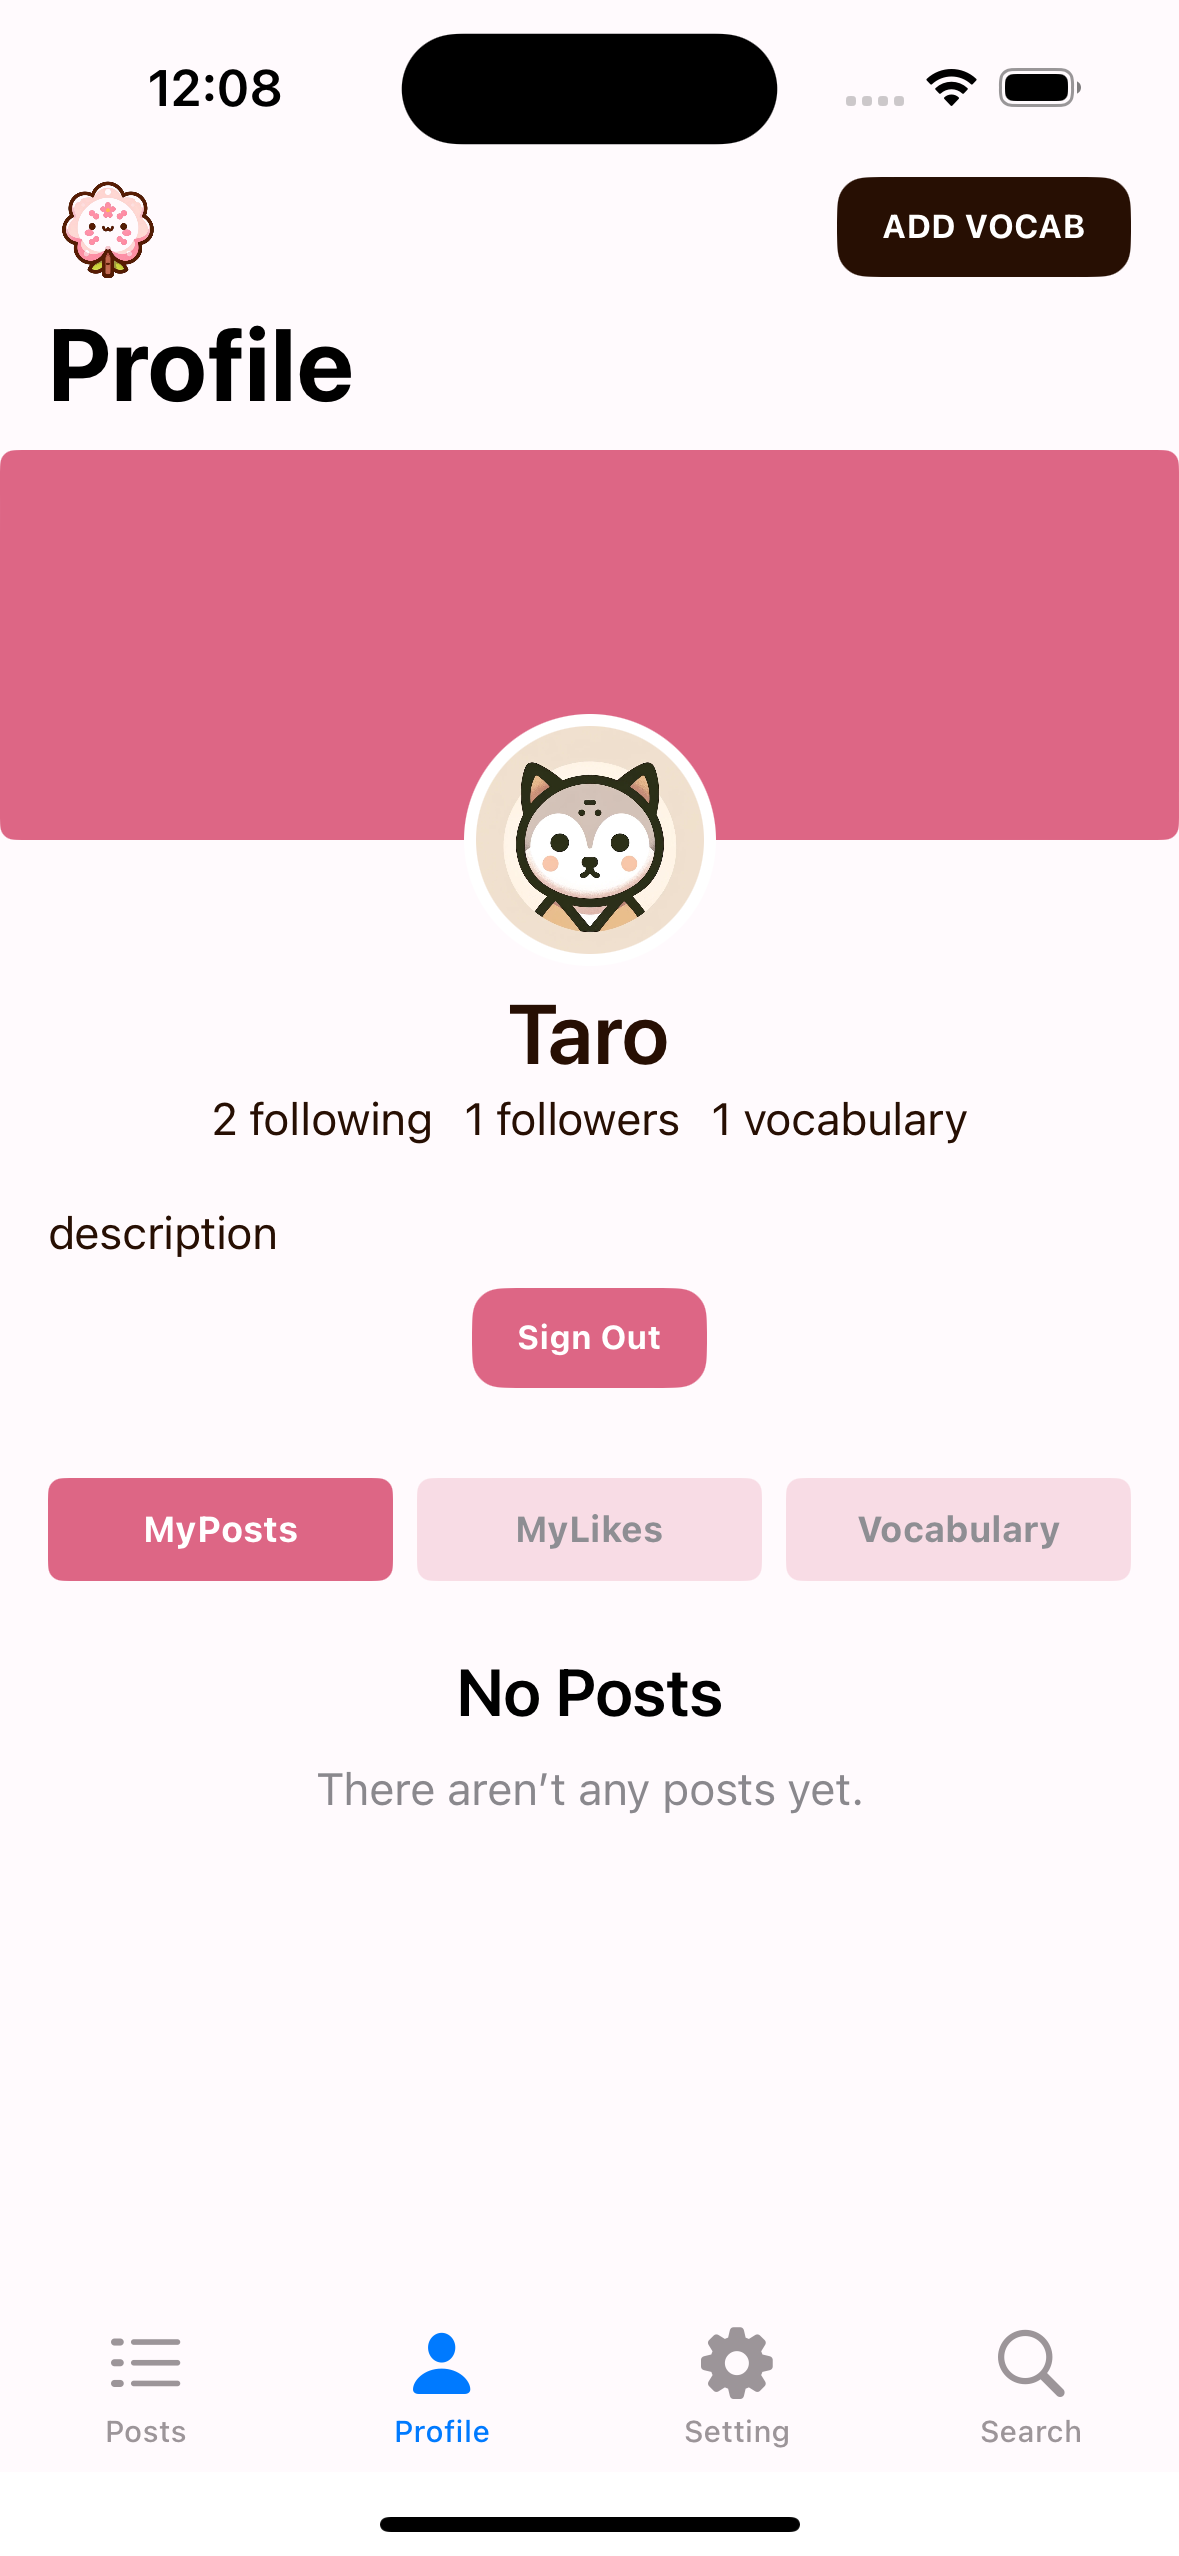 12:08
ADD VOCAB
Profile
Taro
2 following 1 followers 1 vocabulary
description
Sign Out
MyPosts MyLikes Vocabulary
No Posts
There aren’t any posts yet.
Posts Profile Setting Search